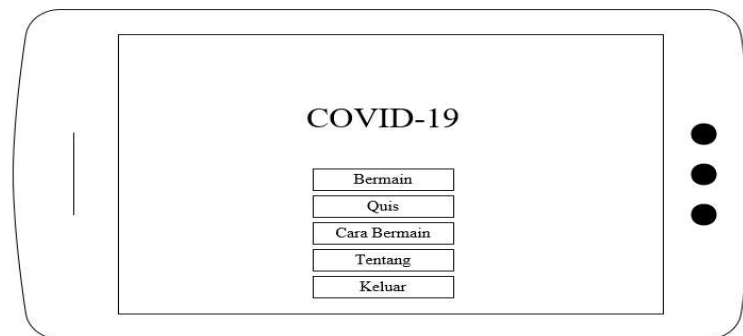 COVID-19
Bermain
Quis
Cara Bermain
Tentang
Keluar